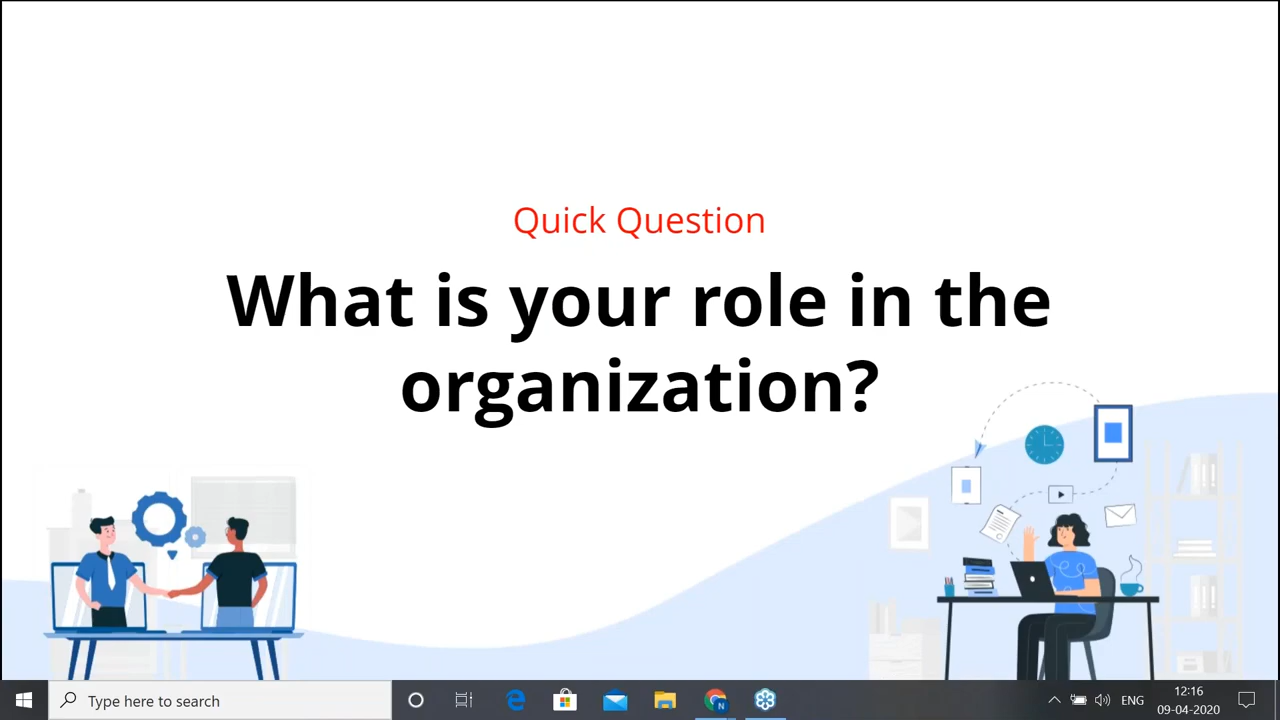 Quick Question
What is your role in the
organization?
Type here to search
N
ENG
12:16
09-04-2020